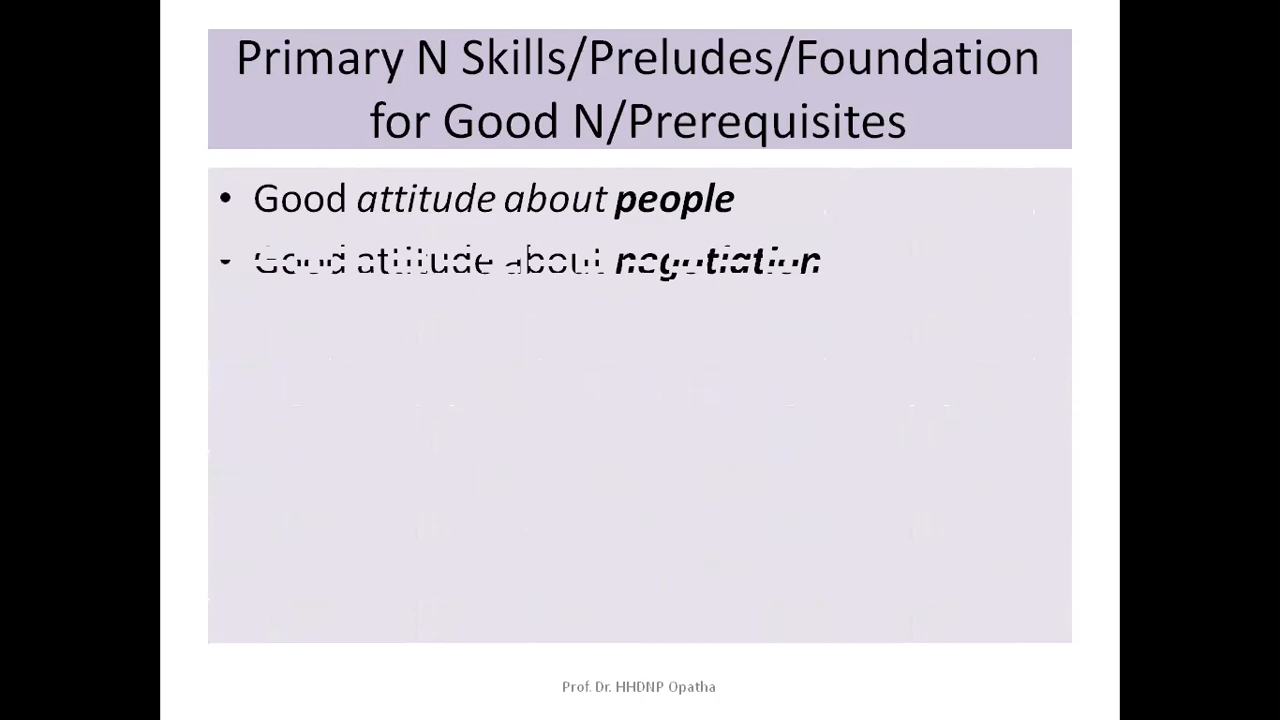 Primary N Skills/Preludes/Foundation
for Good N/Prerequisites
• Good attitude about people
• Good attitude about negotiation
Prof. Dr. HHDNP Opatha